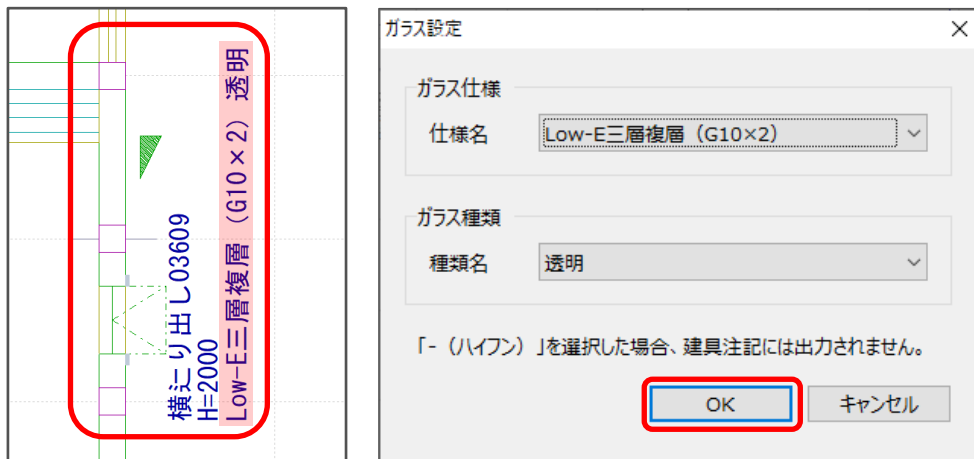 横辷り出し03609
H=2000
Low-E三層複層（G10×2）透明
ガラス設定
ガラス仕様
仕様名
Low-E三層複層（G10×2）
ガラス種類
種類名
透明
「-（ハイフン）」を選択した場合、建具注記には出力されません。
OK
キャンセル